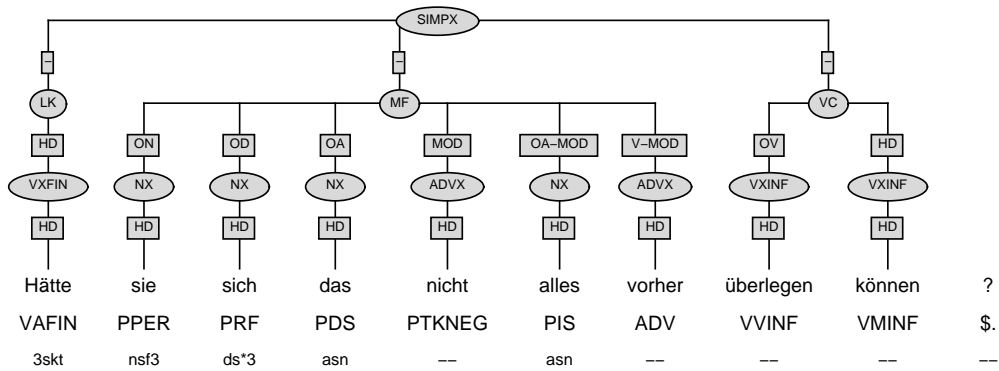 SIMPX
– – –
LK MF VC
HD ON OD OA MOD OA–MOD V–MOD OV HD
VXFIN NX NX NX ADVX NX ADVX VXINF VXINF
HD HD HD HD HD HD HD HD HD
Hätte sie sich das nicht alles vorher überlegen können ?
VAFIN PPER PRF PDS PTKNEG PIS ADV VVINF VMINF $.
3skt nsf3 ds*3 asn –– asn –– –– –– ––